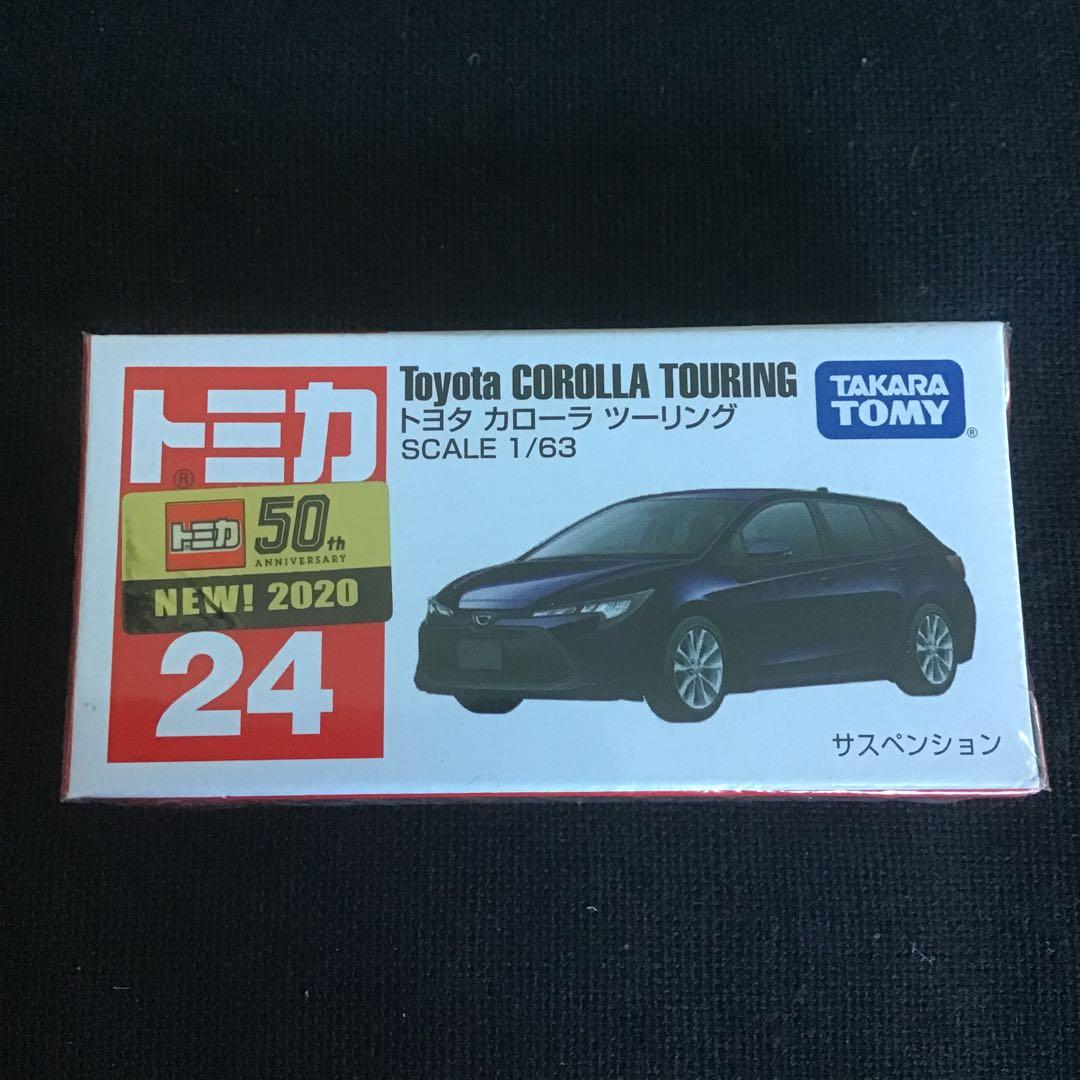 トミカ
®
トミカ 50th
ANNIVERSARY
NEW! 2020
24
Toyota COROLLA TOURING
トヨタ カローラ ツーリング
SCALE 1/63
TAKARA
TOMY
®
サスペンション